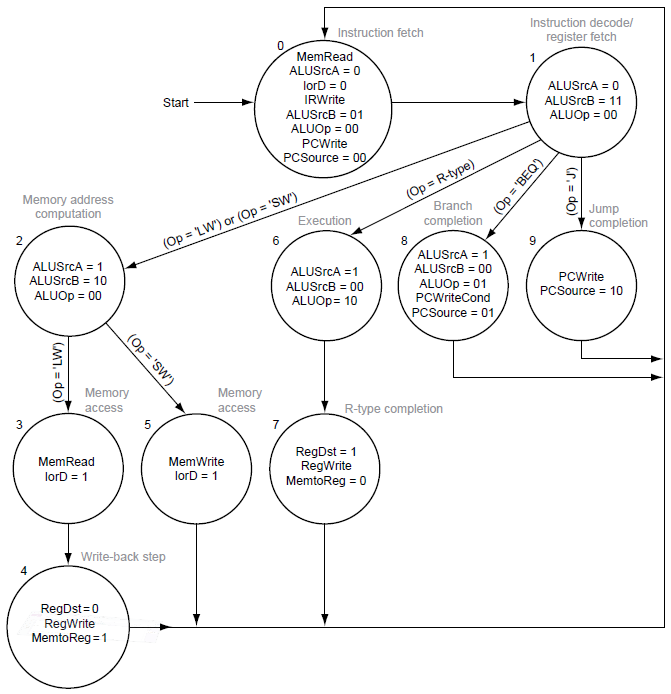 Instruction fetch
0
MemRead
ALUSrcA = 0
IorD = 0
IRWrite
ALUSrcB = 01
ALUOp = 00
PCWrite
PCSource = 00
Start
Instruction decode/
register fetch
1
ALUSrcA = 0
ALUSrcB = 11
ALUOp = 00
(Op = 'LW') or (Op = 'SW')
(Op = R-type)
(Op = 'BEQ')
(Op = 'J')
Memory address
computation
2
ALUSrcA = 1
ALUSrcB = 10
ALUOp = 00
Execution
6
ALUSrcA =1
ALUSrcB = 00
ALUOp= 10
Branch
completion
8
ALUSrcA = 1
ALUSrcB = 00
ALUOp = 01
PCWriteCond
PCSource = 01
Jump
completion
9
PCWrite
PCSource = 10
(Op = 'LW')
(Op = 'SW')
Memory
access
3
MemRead
IorD = 1
Memory
access
5
MemWrite
IorD = 1
R-type completion
7
RegDst = 1
RegWrite
MemtoReg = 0
Write-back step
4
RegDst=0
RegWrite
MemtoReg=1